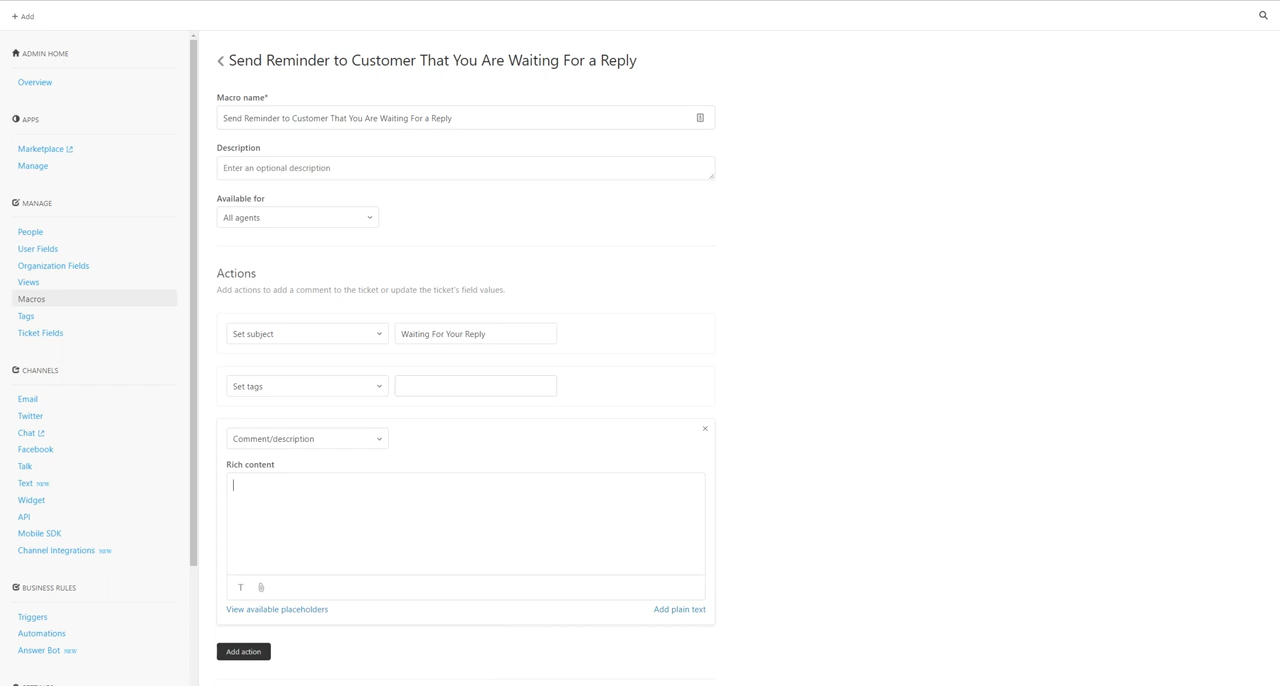 + Add
ADMIN HOME
Overview
APPS
Marketplace
Manage
MANAGE
People
User Fields
Organization Fields
Views
Macros
Tags
Ticket Fields
CHANNELS
Email
Twitter
Chat
Facebook
Talk
Text NEW
Widget
API
Mobile SDK
Channel Integrations NEW
BUSINESS RULES
Triggers
Automations
Answer Bot NEW
Send Reminder to Customer That You Are Waiting For a Reply
Macro name*
Send Reminder to Customer That You Are Waiting For a Reply
Description
Enter an optional description
Available for
All agents
Actions
Add actions to add a comment to the ticket or update the ticket's field values.
Set subject
Waiting For Your Reply
Set tags
Comment/description
Rich content
T
View available placeholders
Add plain text
Add action